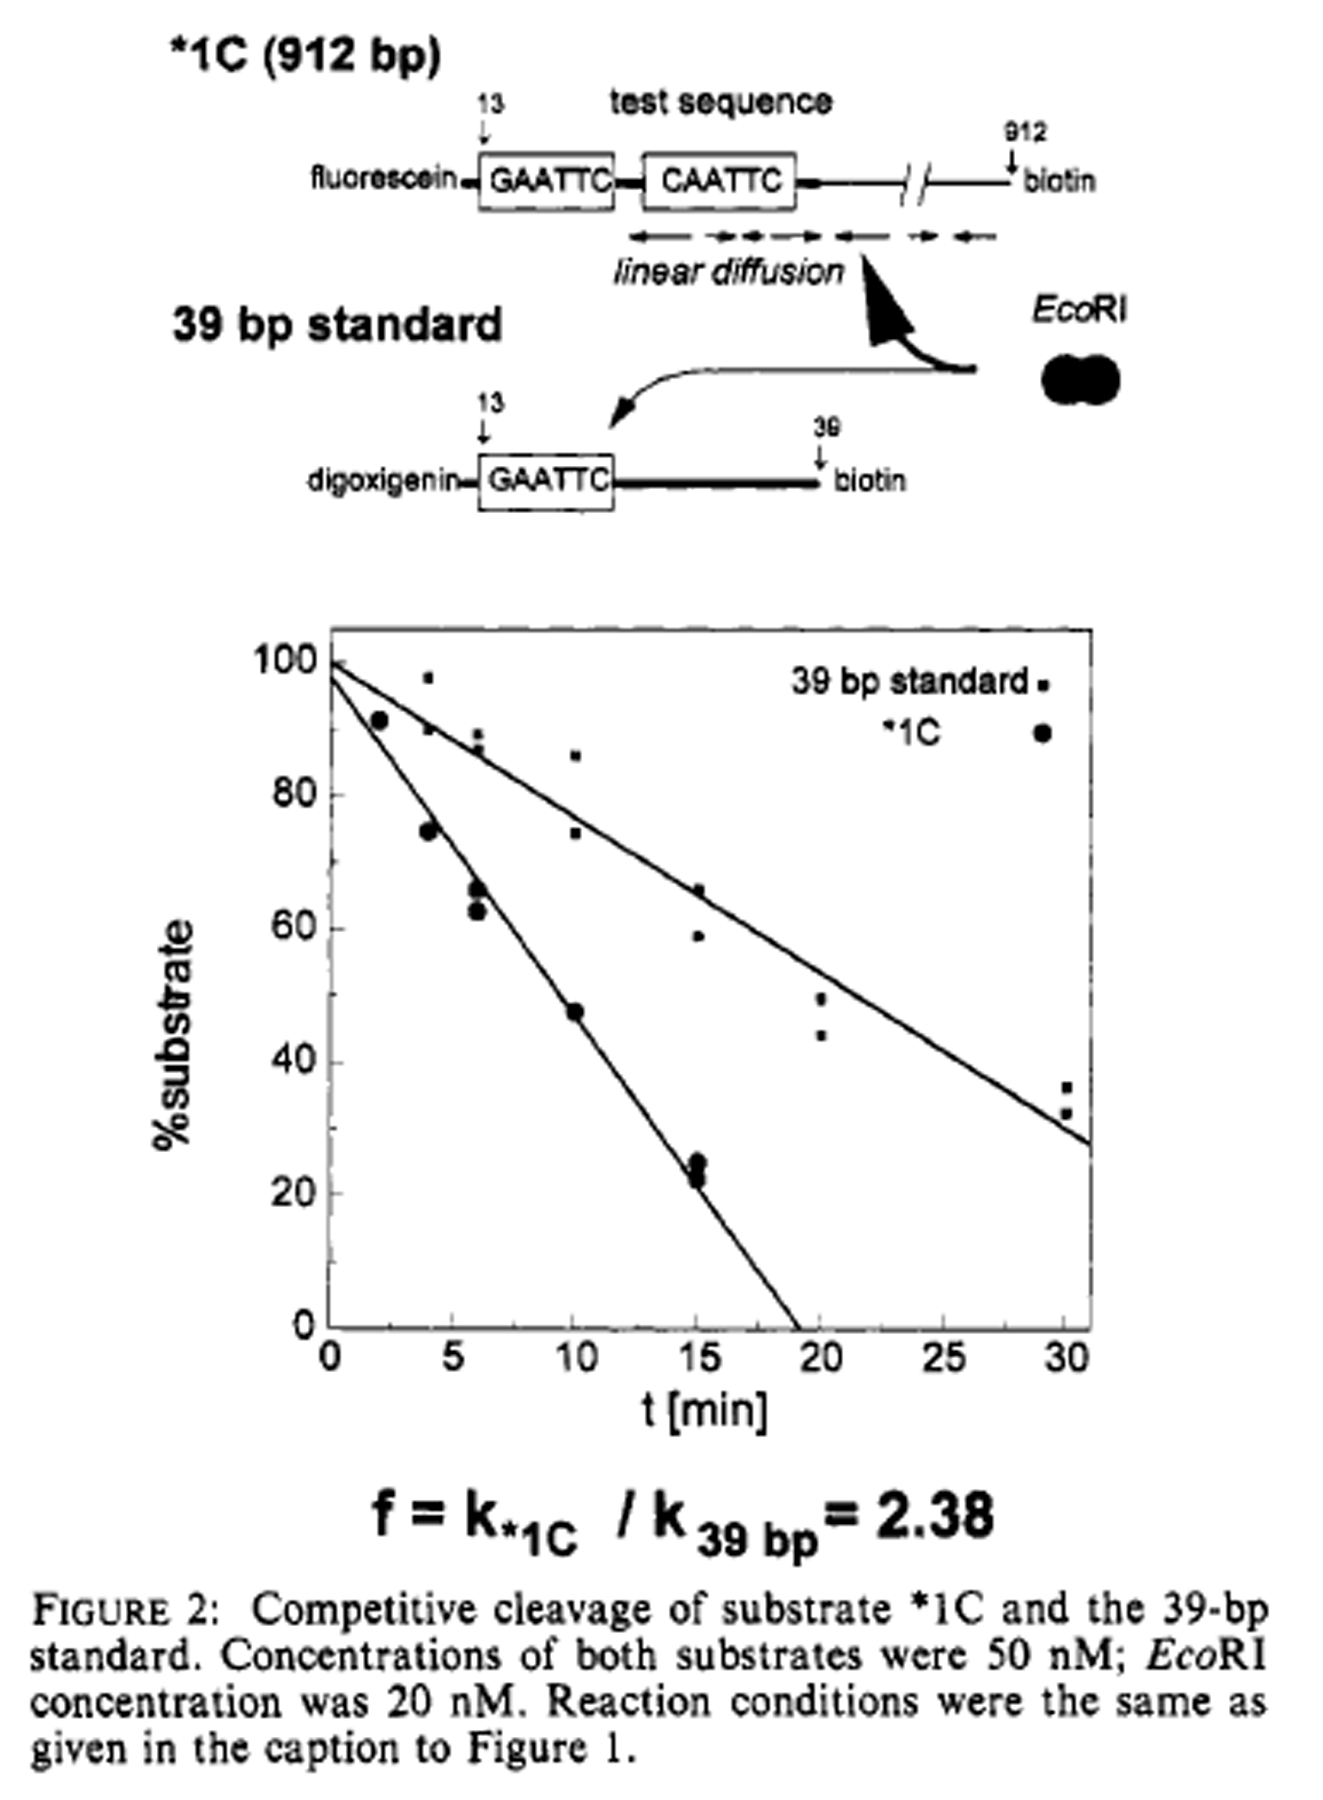 *1C (912 bp)
13
test sequence
912
fluorescein
GAATTC
CAATTC
biotin
linear diffusion
39 bp standard
EcoRI
13
39
digoxigenin
GAATTC
biotin
100
80
60
40
20
0
%substrate
39 bp standard
*1C
0 5 10 15 20 25 30
t [min]
f = k*1C / k 39 bp = 2.38
FIGURE 2: Competitive cleavage of substrate *1C and the 39-bp
standard. Concentrations of both substrates were 50 nM; EcoRI
concentration was 20 nM. Reaction conditions were the same as
given in the caption to Figure 1.